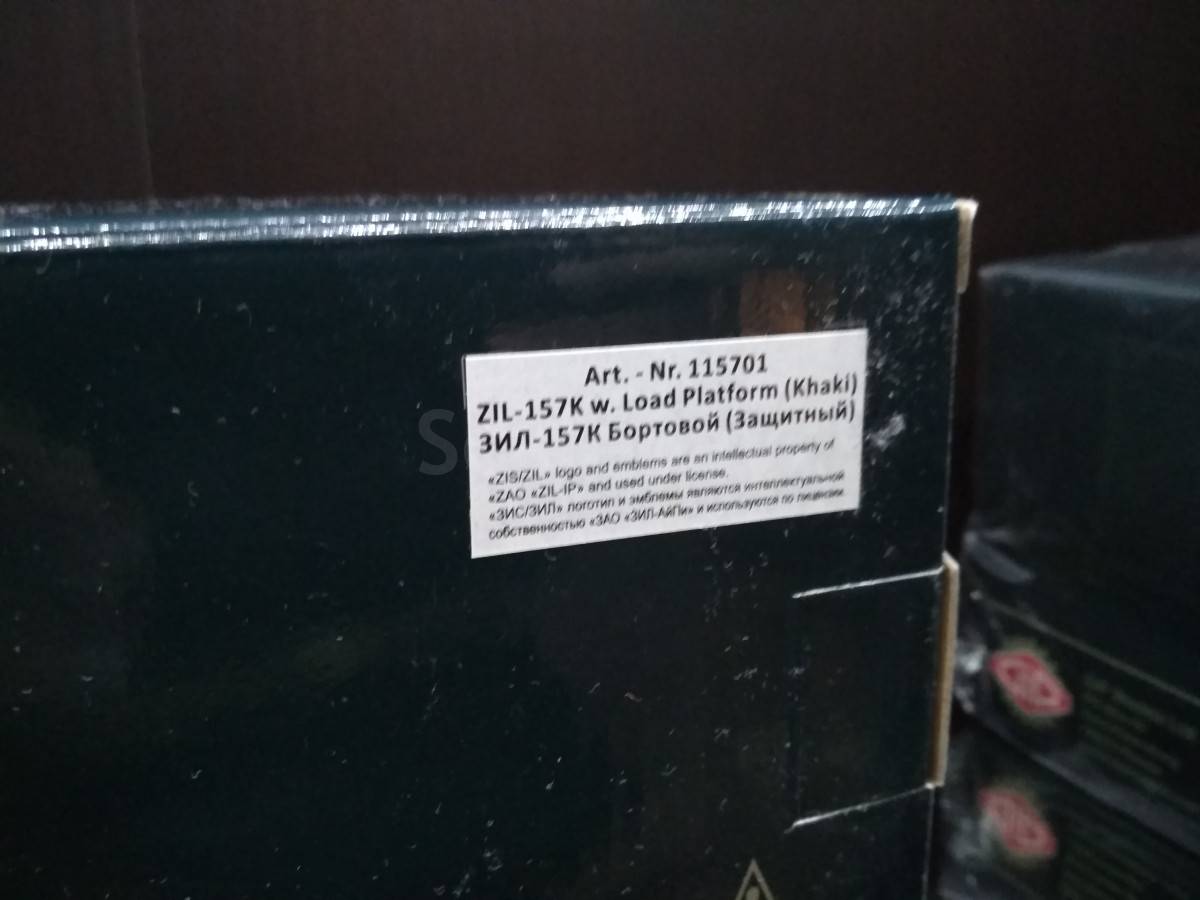 Art. - Nr. 115701
ZIL-157K w. Load Platform (Khaki)
ЗИЛ-157К Бортовой (Защитный)
«ZIS/ZIL» logo and emblems are an intellectual property of
«ZAO «ZIL-IP» and used under license.
«ЗИС/ЗИЛ» логотип и эмблемы являются интеллектуальной
собственностью «ЗАО «ЗИЛ-АйПи» и используются по лицензии.